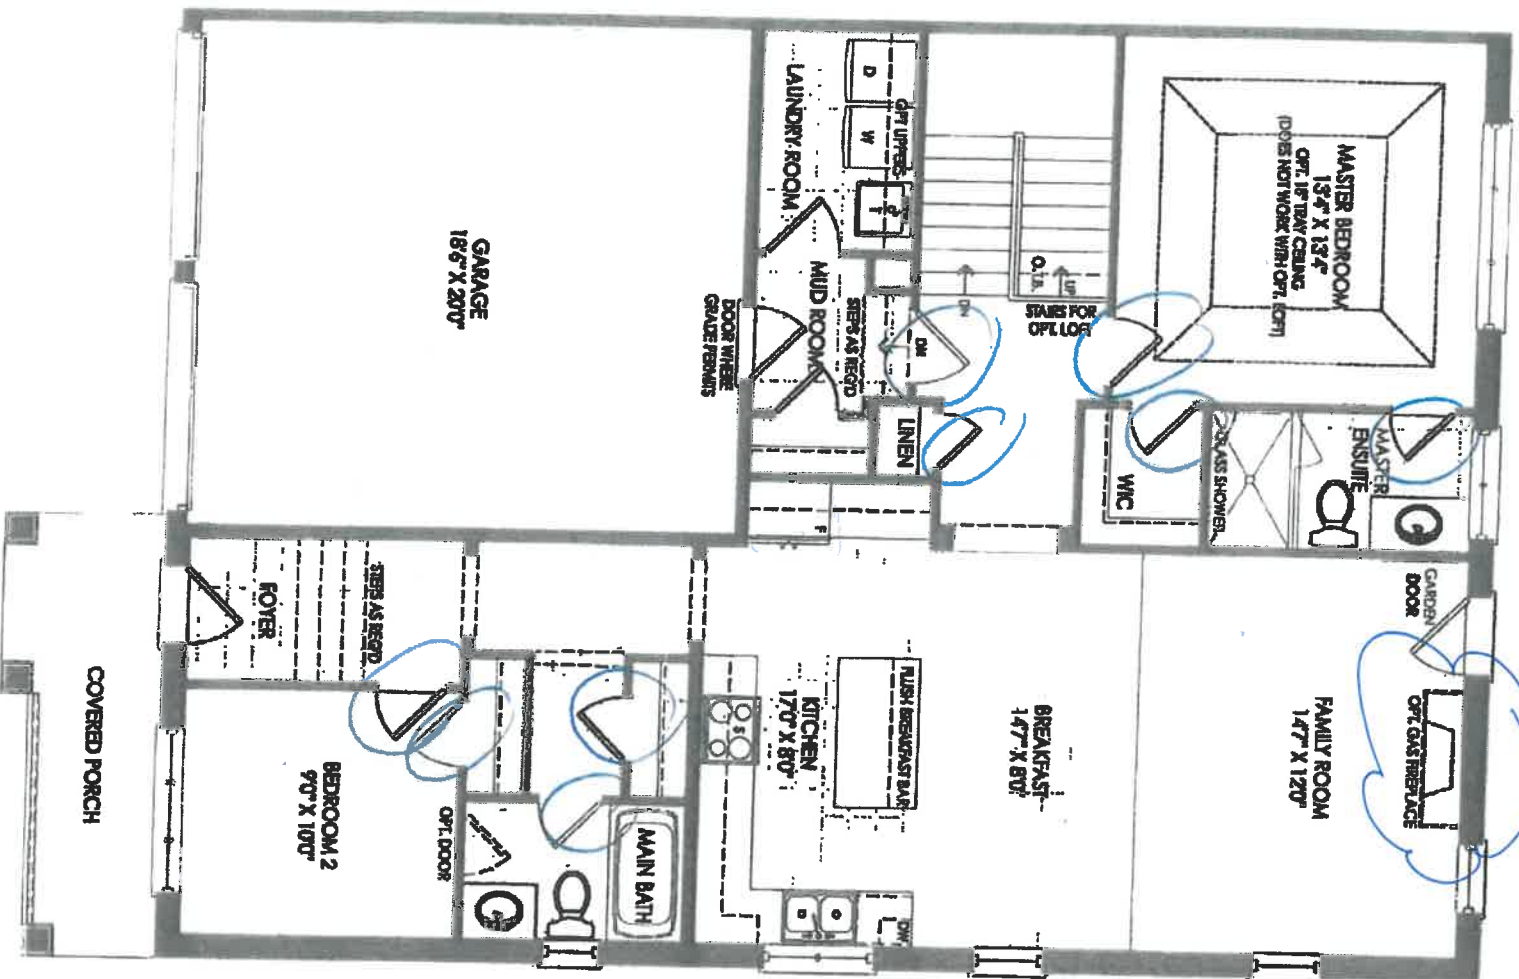 MASTER BEDROOM
13'4" X 13'4"
OPT. 18" TRAY CEILING
(DOES NOT WORK WITH OPT. LOFT)
D
W
OPT UPPERS
LAUNDRY ROOM
GARAGE
18'6" X 20'0"
MUD ROOM
STEPS AS REQ'D
DOOR WHERE
GRADE PERMITS
DN
DN
UP
STAIRS FOR
OPT. LOFT
LINEN
WIC
GLASS SHOWER
MASTER
ENSUITE
GARDEN
DOOR
F
FOYER
STEPS AS REQ'D
COVERED PORCH
BEDROOM 2
9'0" X 10'0"
OPT. DOOR
MAIN BATH
S
KITCHEN
17'0" X 8'0"
FLUSH BREAKFAST BAR
BREAKFAST
14'7" X 8'0"
FAMILY ROOM
14'7" X 12'0"
OPT. GAS FIREPLACE
DW